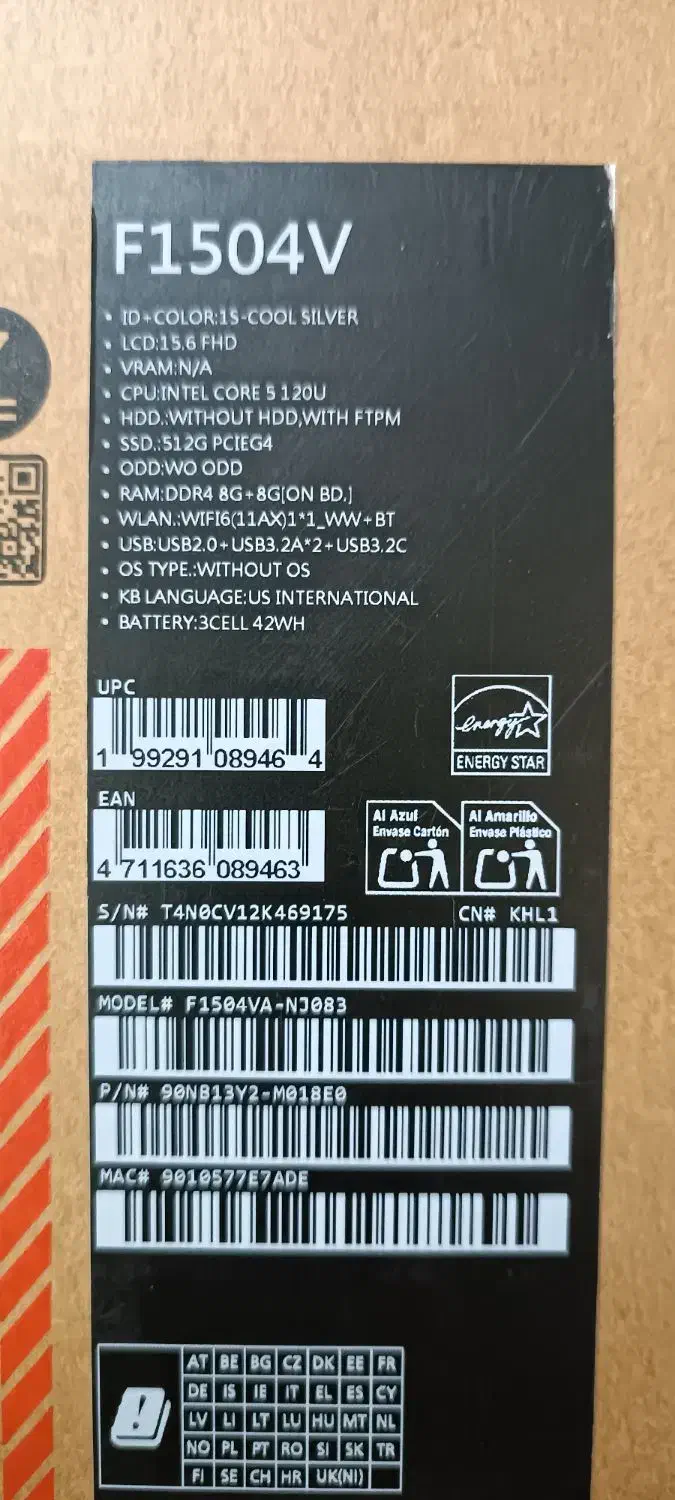 F1504V
• ID+COLOR:1S-COOL SILVER
• LCD:15.6 FHD
• VRAM:N/A
• CPU:INTEL CORE 5 120U
• HDD.:WITHOUT HDD,WITH FTPM
• SSD.:512G PCIEG4
• ODD:WO ODD
• RAM:DDR4 8G+8G[ON BD.]
• WLAN.:WIFI6(11AX)1*1_WW+BT
• USB:USB2.0+USB3.2A*2+USB3.2C
• OS TYPE.:WITHOUT OS
• KB LANGUAGE:US INTERNATIONAL
• BATTERY:3CELL 42WH
UPC
1 99291 08946 4
energy
ENERGY STAR
EAN
4 711636 089463
Al Azul
Envase Cartón
Al Amarillo
Envase Plástico
S/N# T4N0CV12K469175 CN# KHL1
MODEL# F1504VA-NJ083
P/N# 90NB13Y2-M018E0
MAC# 9010577E7ADE
AT BE BG CZ DK EE FR
DE IS IE IT EL ES CY
LV LI LT LU HU MT NL
NO PL PT RO SI SK TR
FI SE CH HR UK(NI)